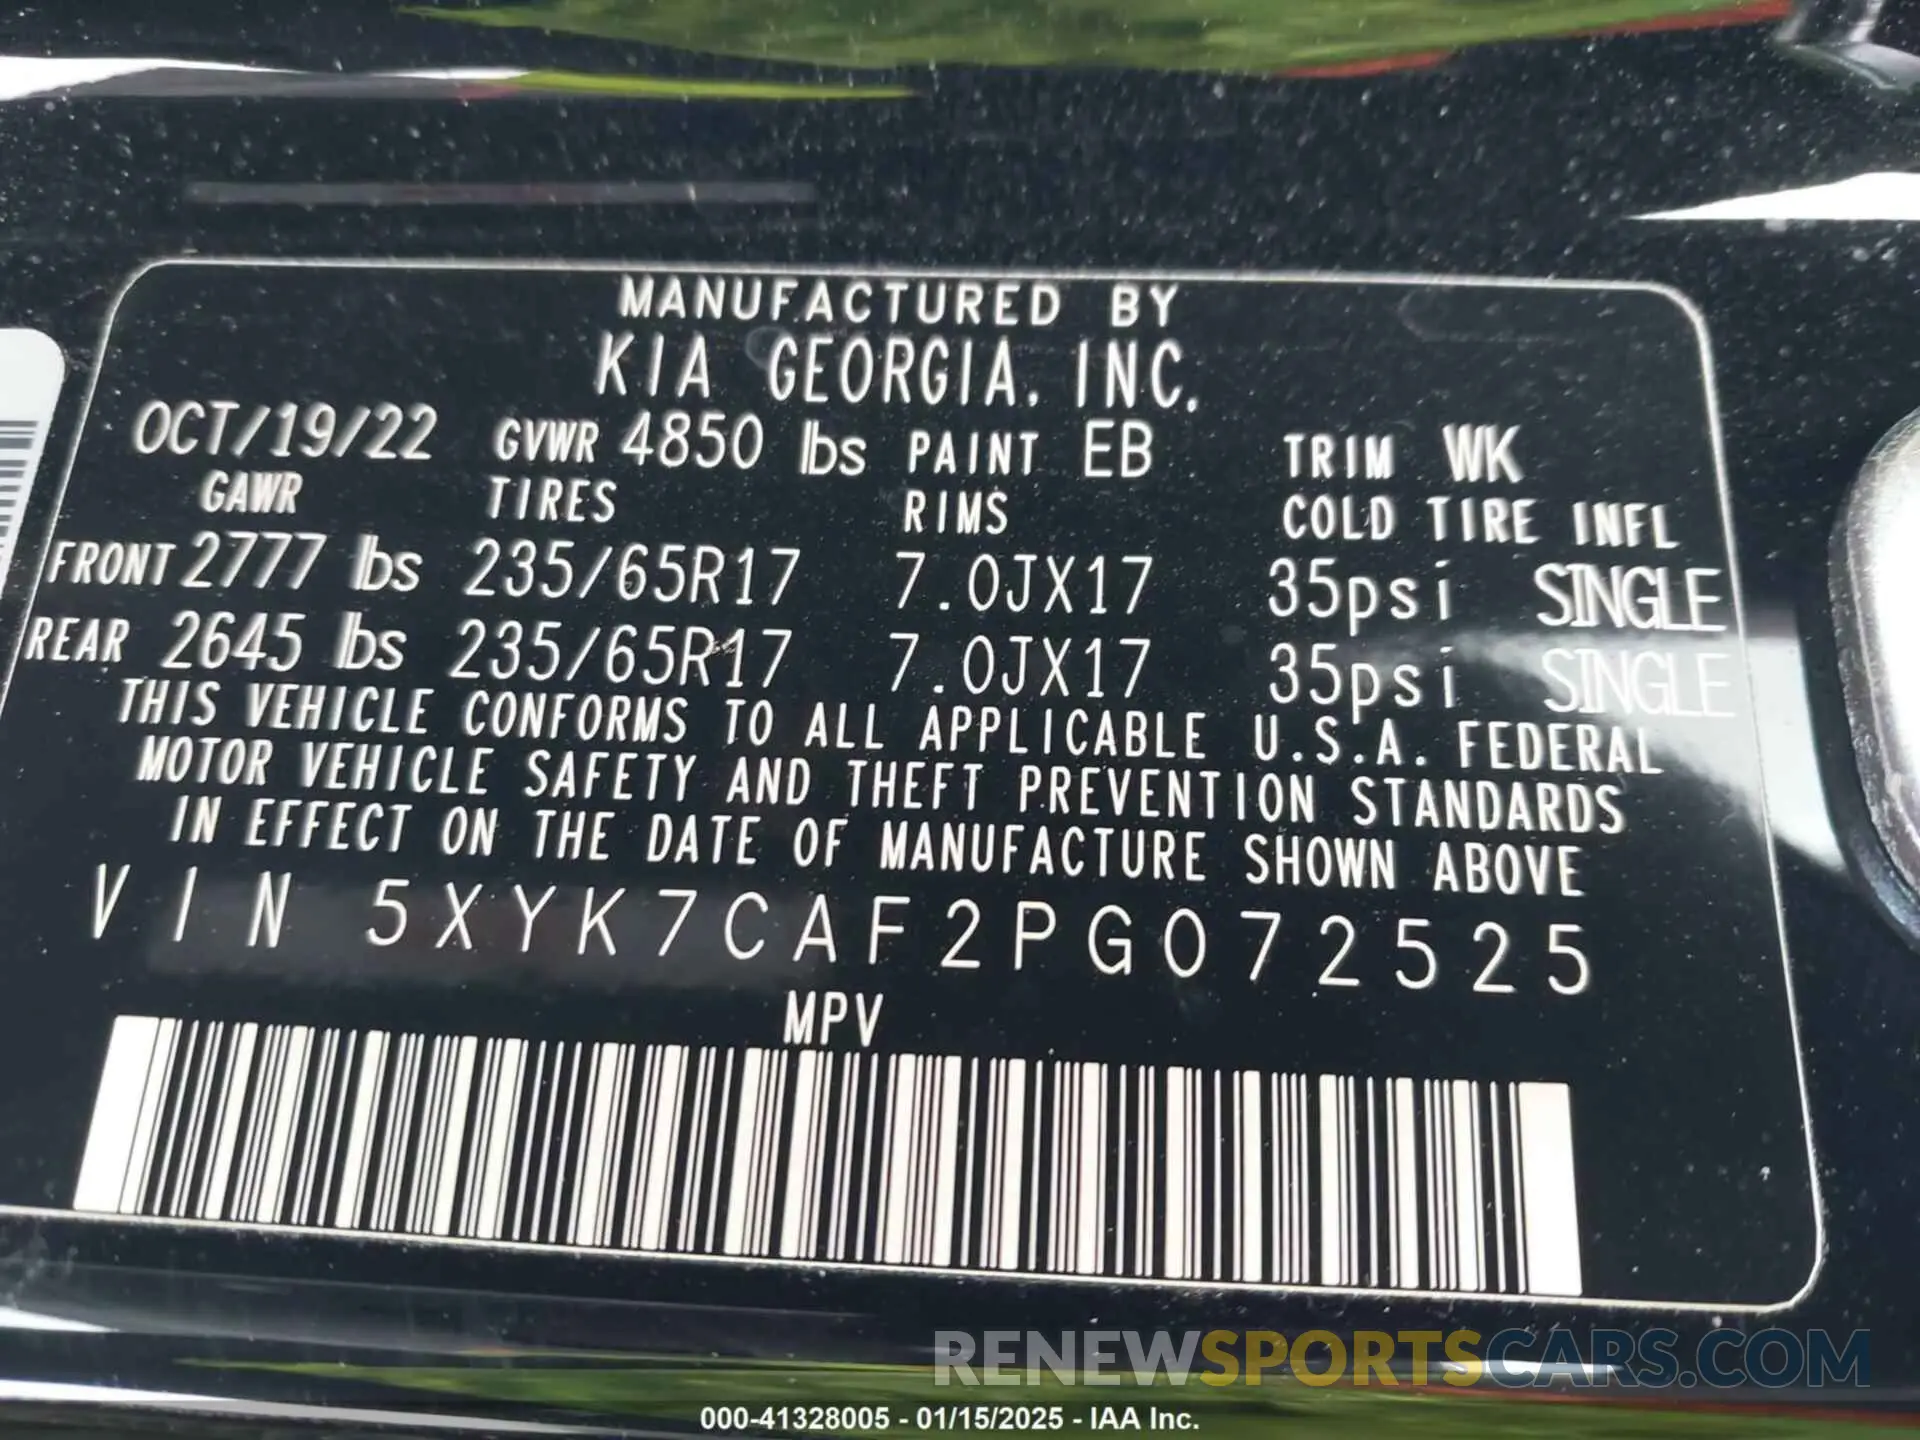 MANUFACTURED BY
KIA GEORGIA, INC.
OCT/19/22 GVWR 4850 lbs PAINT EB TRIM WK
GAWR TIRES RIMS COLD TIRE INFL
FRONT 2777 lbs 235/65R17 7.0JX17 35psi SINGLE
REAR 2645 lbs 235/65R17 7.0JX17 35psi SINGLE
THIS VEHICLE CONFORMS TO ALL APPLICABLE U.S.A. FEDERAL
MOTOR VEHICLE SAFETY AND THEFT PREVENTION STANDARDS
IN EFFECT ON THE DATE OF MANUFACTURE SHOWN ABOVE
VIN 5XYK7CAF2PG072525
MPV
RENEWSPORTSCARS.COM
000-41328005 - 01/15/2025 - IAA Inc.